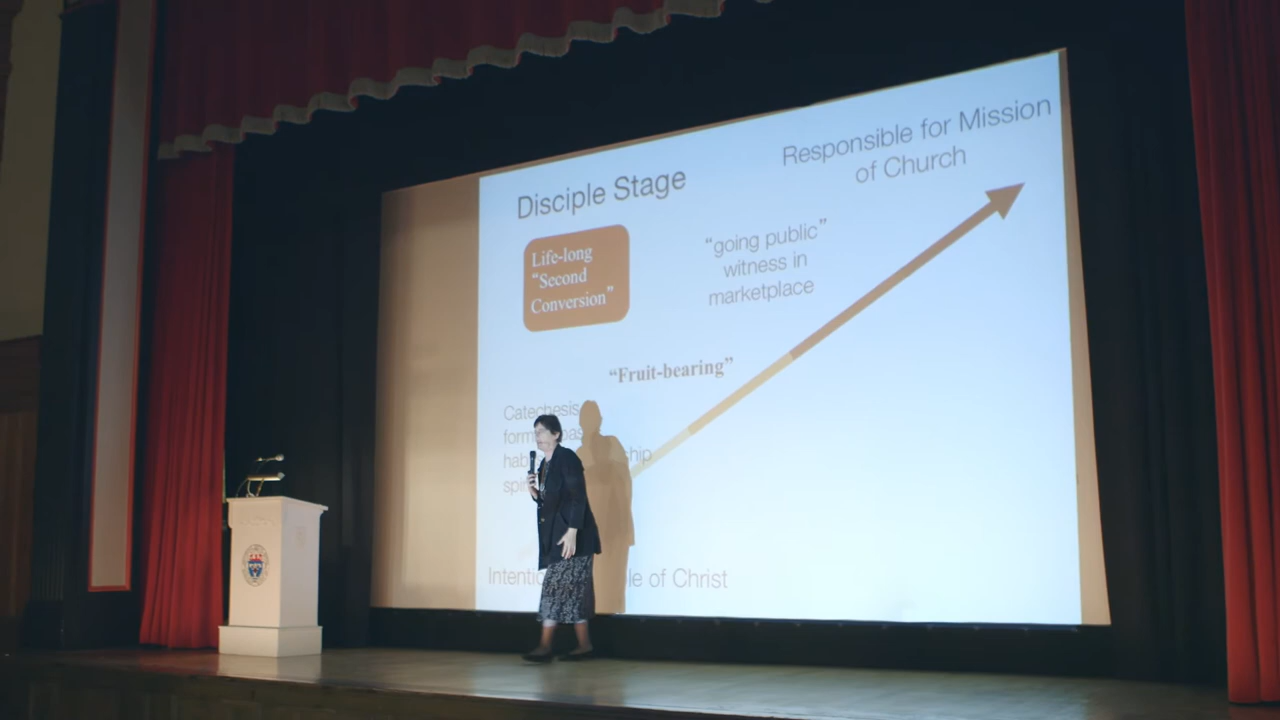 Responsible for Mission
of Church
Disciple Stage
Life-long
"Second
Conversion"
“going public”
witness in
marketplace
“Fruit-bearing”
Catechesis
of Christ